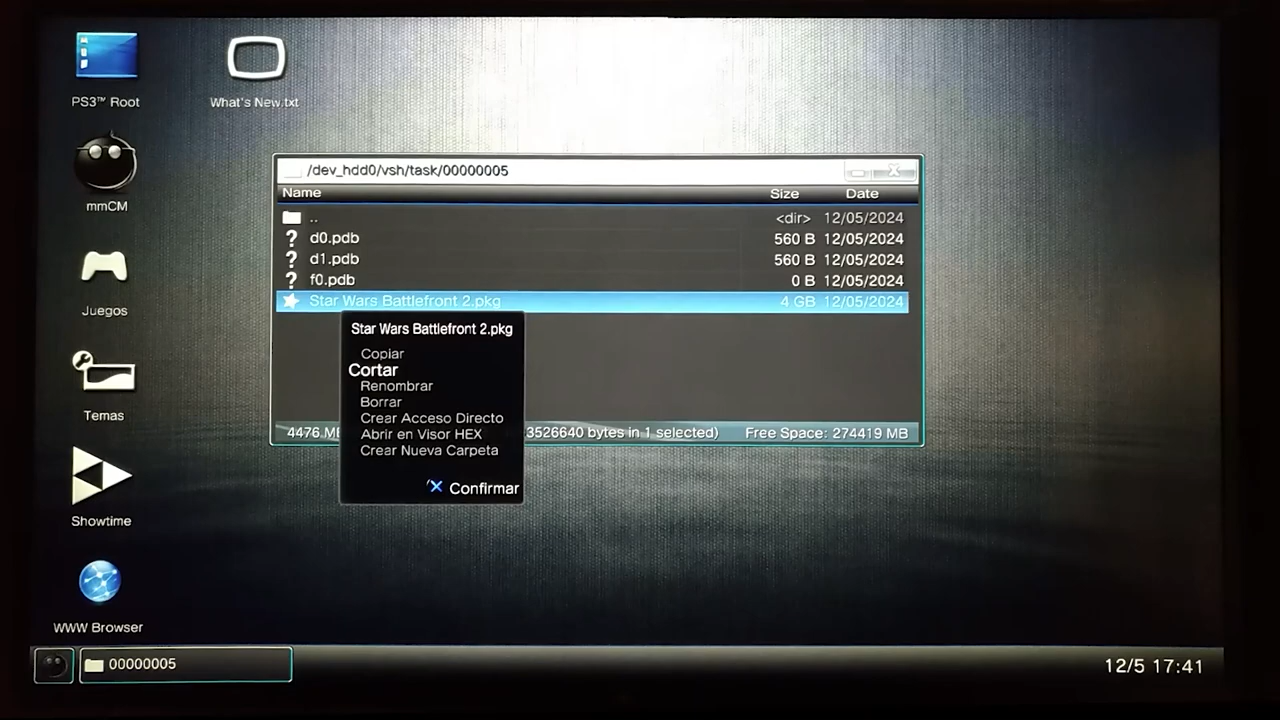 PS3™ Root
What's New.txt
mmCM
Juegos
Temas
Showtime
WWW Browser
/dev_hdd0/vsh/task/00000005
Name Size Date
.. <dir> 12/05/2024
? d0.pdb 560 B 12/05/2024
? d1.pdb 560 B 12/05/2024
? f0.pdb 0 B 12/05/2024
Star Wars Battlefront 2.pkg 4 GB 12/05/2024
Star Wars Battlefront 2.pkg
Copiar
Cortar
Renombrar
Borrar
Crear Acceso Directo
Abrir en Visor HEX
Crear Nueva Carpeta
X Confirmar
4476 3526640 bytes in 1 selected) Free Space: 274419 MB
00000005
12/5 17:41